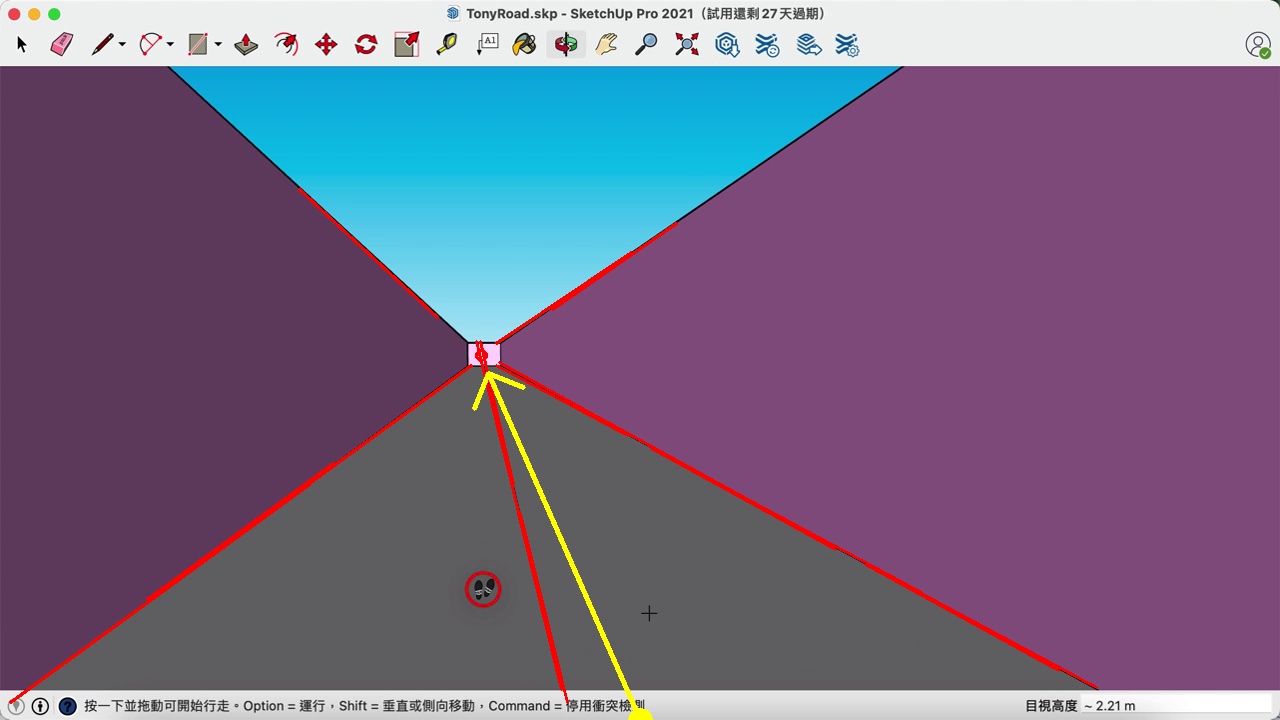 TonyRoad.skp - SketchUp Pro 2021（試用還剩 27 天過期）
A1
按一下並拖動可開始行走。Option = 運行，Shift = 垂直或側向移動，Command = 停用衝突檢測
目視高度 ~ 2.21 m